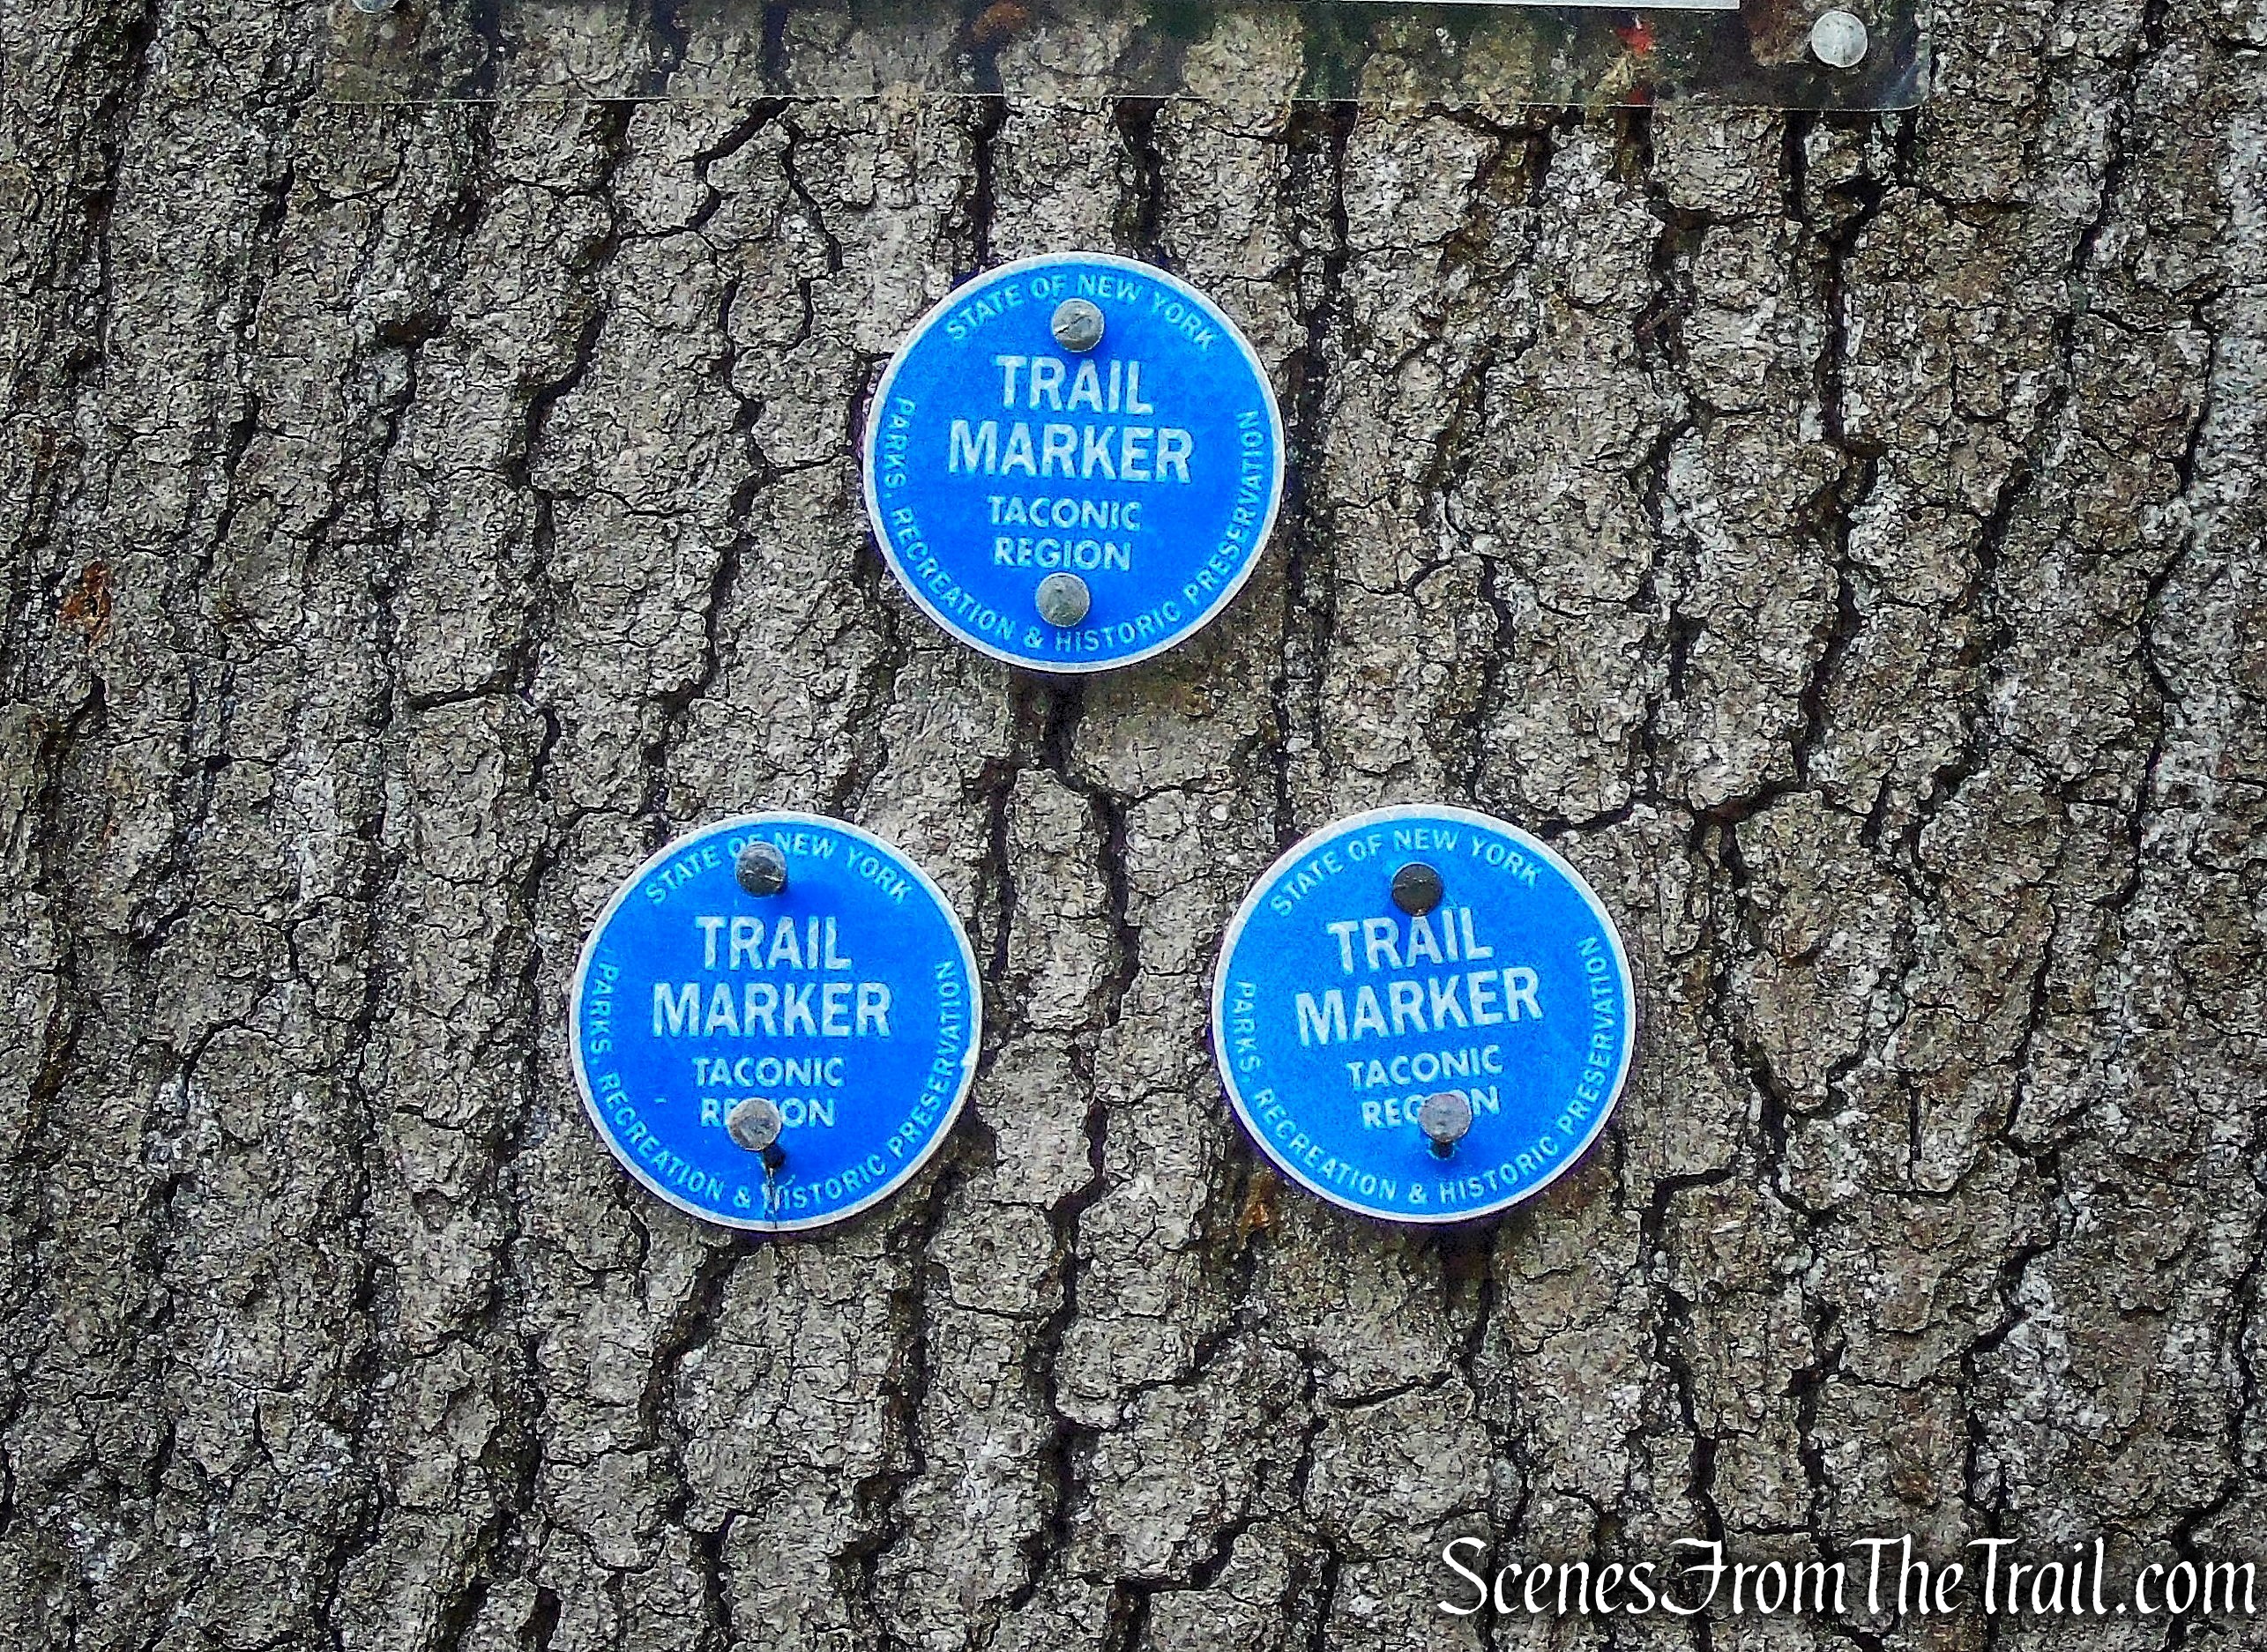 STATE OF NEW YORK
TRAIL
MARKER
TACONIC
REGION
PARKS, RECREATION & HISTORIC PRESERVATION
STATE OF NEW YORK
TRAIL
MARKER
TACONIC
REGION
PARKS, RECREATION & HISTORIC PRESERVATION
STATE OF NEW YORK
TRAIL
MARKER
TACONIC
REGION
PARKS, RECREATION & HISTORIC PRESERVATION
ScenesFromTheTrail.com